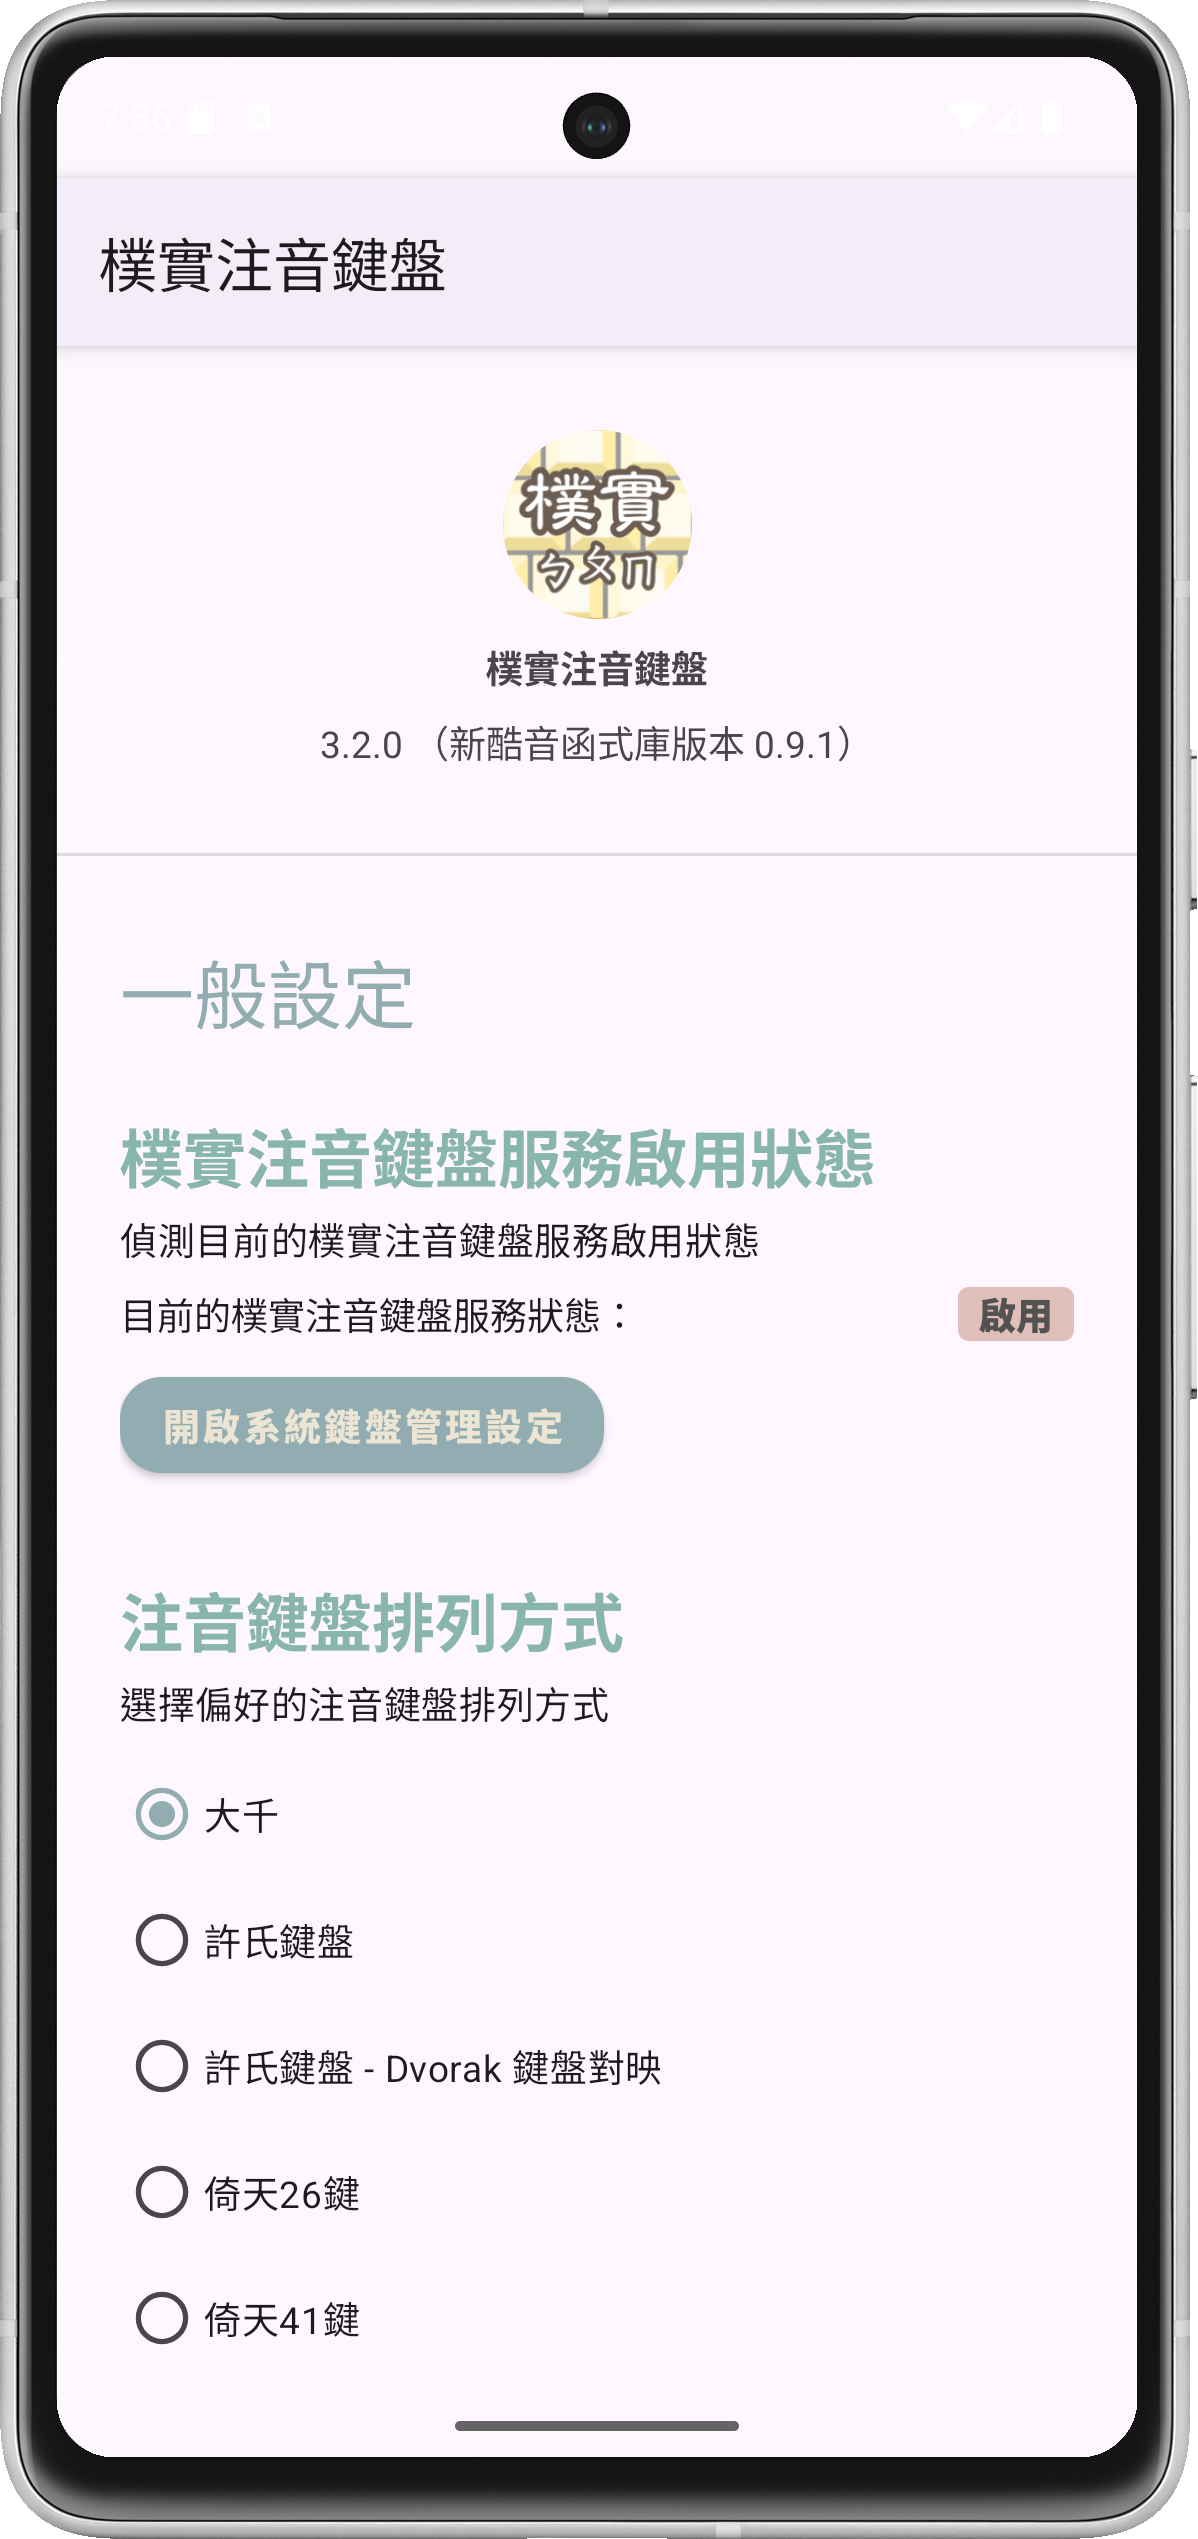 7:36
樸實注音鍵盤
樸實
ㄅㄆㄇ
樸實注音鍵盤
3.2.0 （新酷音函式庫版本 0.9.1）
一般設定
樸實注音鍵盤服務啟用狀態
偵測目前的樸實注音鍵盤服務啟用狀態
目前的樸實注音鍵盤服務狀態：
啟用
開啟系統鍵盤管理設定
注音鍵盤排列方式
選擇偏好的注音鍵盤排列方式
大千
許氏鍵盤
許氏鍵盤 - Dvorak 鍵盤對映
倚天26鍵
倚天41鍵